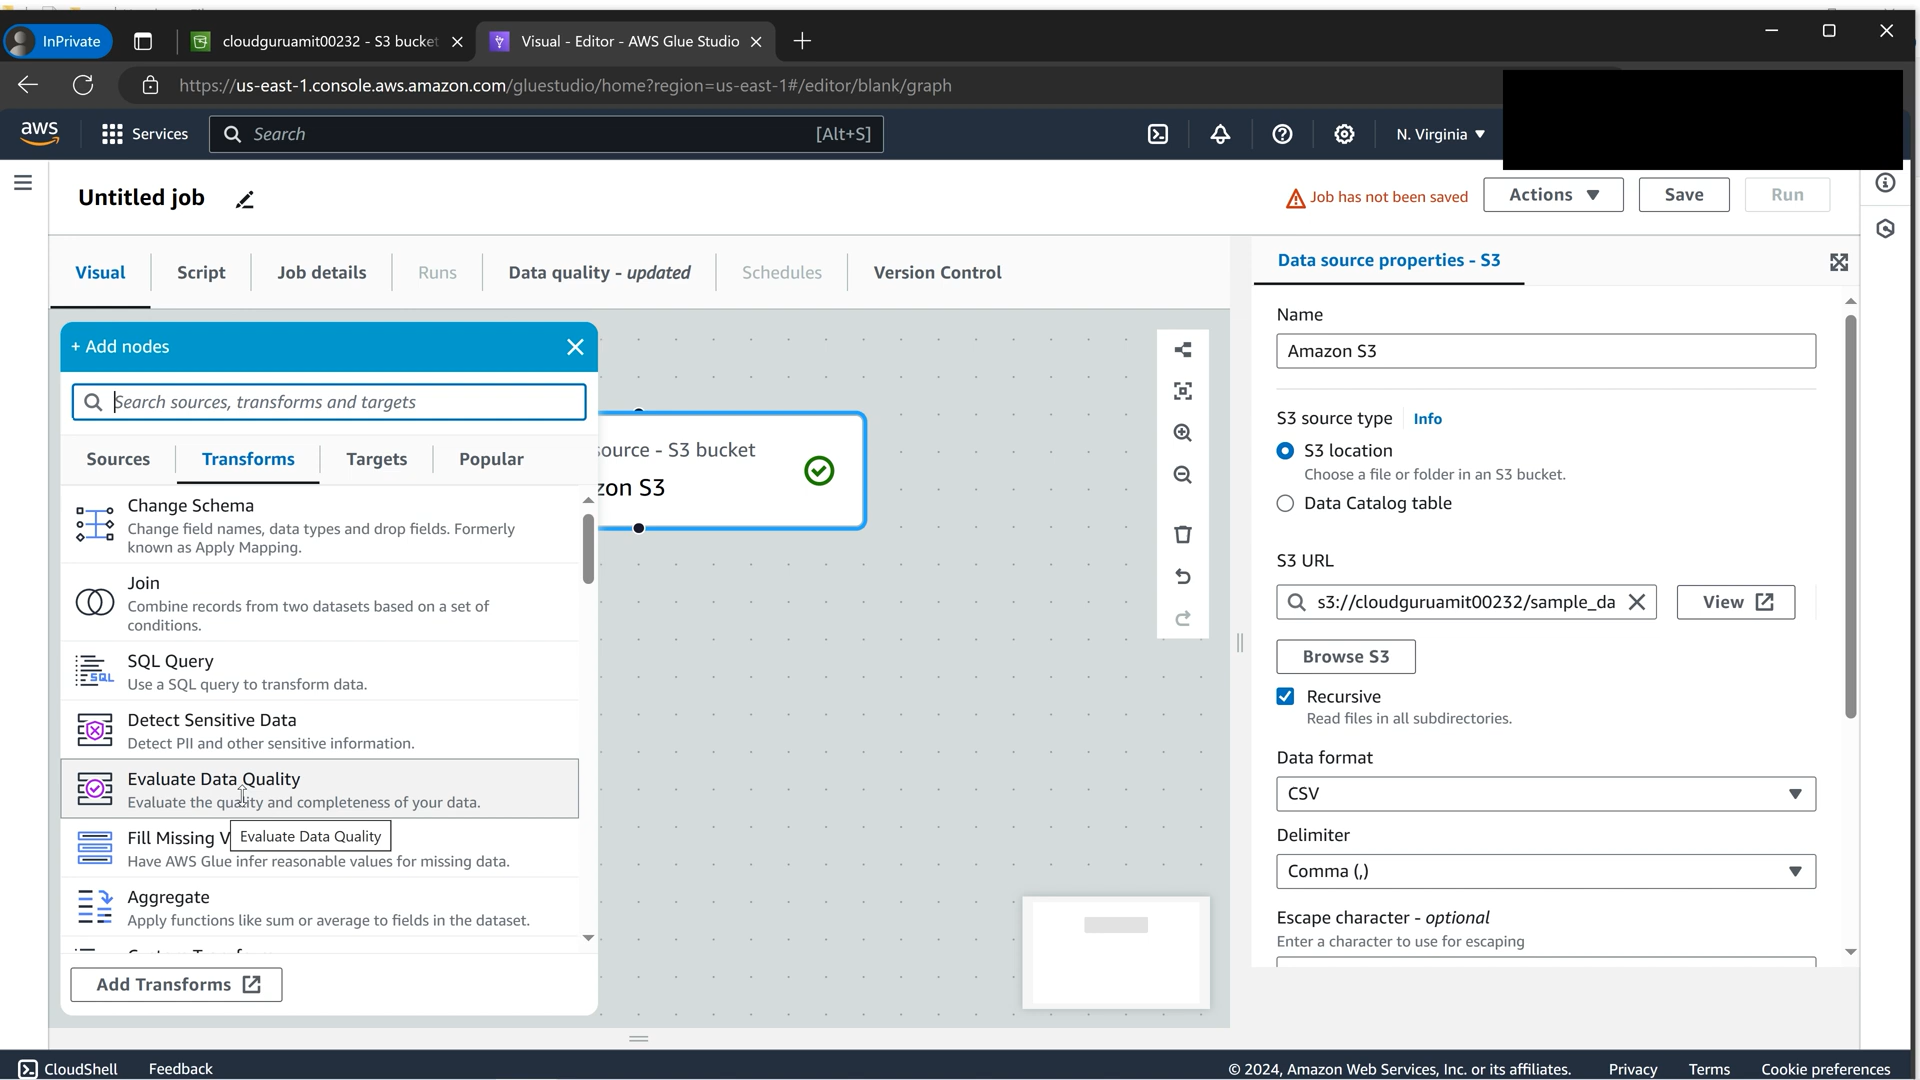 InPrivate
cloudguruamit00232 - S3 bucket
Visual - Editor - AWS Glue Studio
https://us-east-1.console.aws.amazon.com/gluestudio/home?region=us-east-1#/editor/blank/graph
aws
Services
Search
[Alt+S]
N. Virginia
Untitled job
Job has not been saved
Actions
Save
Run
Visual
Script
Job details
Runs
Data quality - updated
Schedules
Version Control
+ Add nodes
Search sources, transforms and targets
Sources
Transforms
Targets
Popular
Change Schema
Change field names, data types and drop fields. Formerly
known as Apply Mapping.
Join
Combine records from two datasets based on a set of
conditions.
SQL Query
Use a SQL query to transform data.
Detect Sensitive Data
Detect PII and other sensitive information.
Evaluate Data Quality
Evaluate the quality and completeness of your data.
Fill Missing V
Evaluate Data Quality
Have AWS Glue infer reasonable values for missing data.
Aggregate
Apply functions like sum or average to fields in the dataset.
Add Transforms
source - S3 bucket
zon S3
Data source properties - S3
Name
Amazon S3
S3 source type
Info
S3 location
Choose a file or folder in an S3 bucket.
Data Catalog table
S3 URL
s3://cloudguruamit00232/sample_da
View
Browse S3
Recursive
Read files in all subdirectories.
Data format
CSV
Delimiter
Comma (,)
Escape character - optional
Enter a character to use for escaping
CloudShell
Feedback
© 2024, Amazon Web Services, Inc. or its affiliates.
Privacy
Terms
Cookie preferences